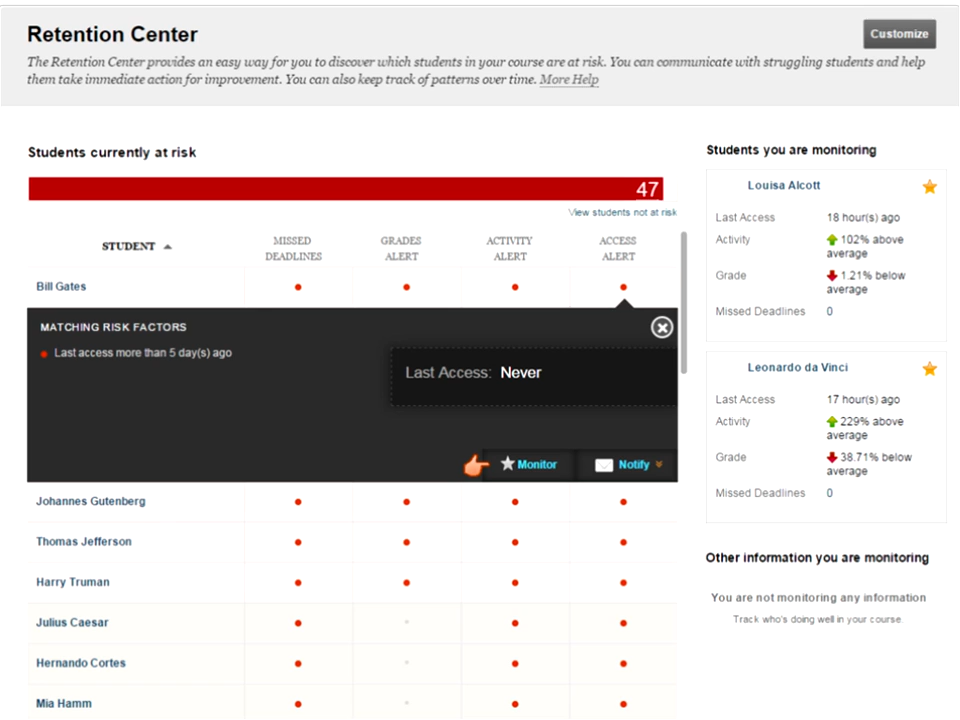 Retention Center
Customize
The Retention Center provides an easy way for you to discover which students in your course are at risk. You can communicate with struggling students and help
them take immediate action for improvement. You can also keep track of patterns over time. More Help
Students currently at risk
47
View students not at risk
STUDENT
MISSED DEADLINES
GRADES ALERT
ACTIVITY ALERT
ACCESS ALERT
Bill Gates
MATCHING RISK FACTORS
Last access more than 5 day(s) ago
Last Access: Never
Monitor
Notify
Johannes Gutenberg
Thomas Jefferson
Harry Truman
Julius Caesar
Hernando Cortes
Mia Hamm
Students you are monitoring
Louisa Alcott
Last Access 18 hour(s) ago
Activity 102% above
average
Grade 1.21% below
average
Missed Deadlines 0
Leonardo da Vinci
Last Access 17 hour(s) ago
Activity 229% above
average
Grade 38.71% below
average
Missed Deadlines 0
Other information you are monitoring
You are not monitoring any information
Track who's doing well in your course.